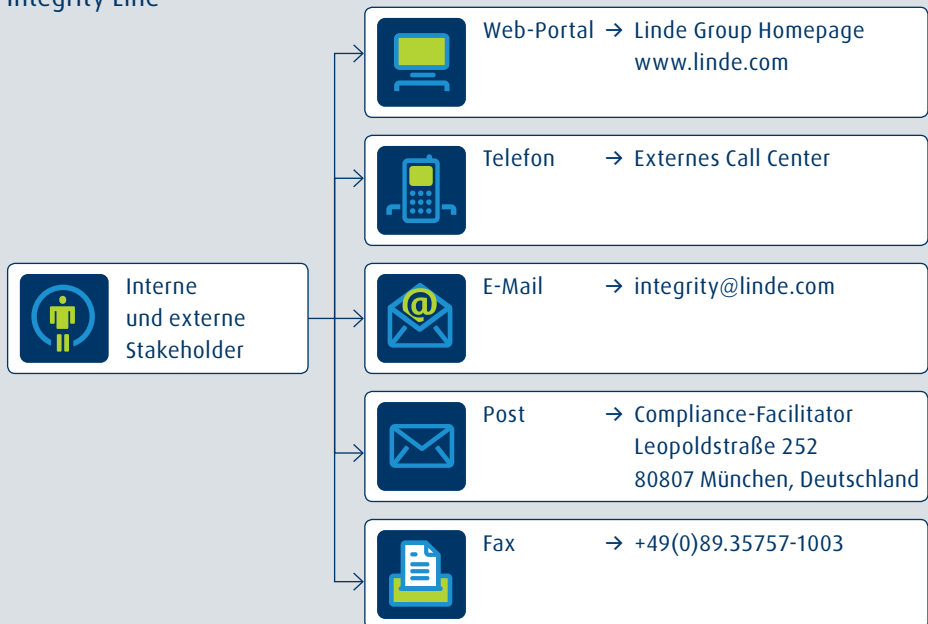 Integrity Line
Web-Portal → Linde Group Homepage
www.linde.com
Telefon → Externes Call Center
Interne
und externe
Stakeholder
E-Mail → integrity@linde.com
Post → Compliance-Facilitator
Leopoldstraße 252
80807 München, Deutschland
Fax → +49(0)89.35757-1003